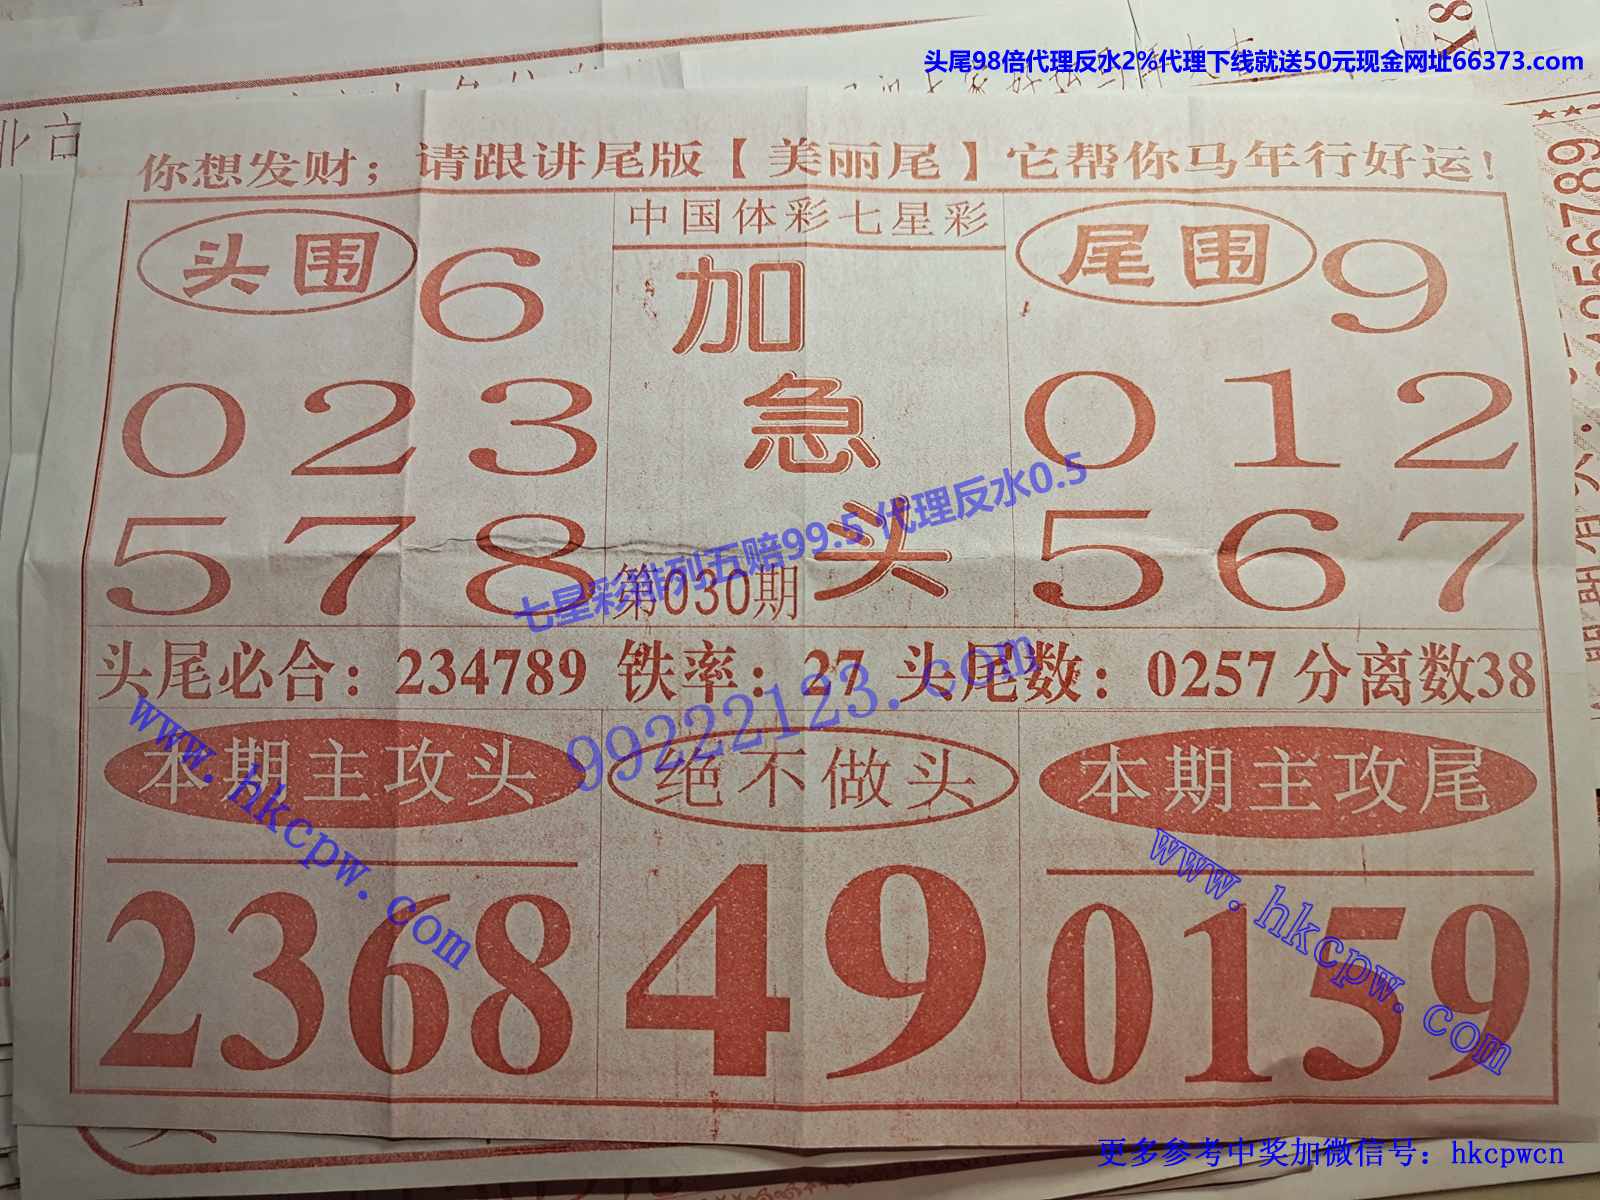 头尾98倍代理反水2%代理下线就送50元现金网址66373.com
X8
北京
你想发财；请跟讲尾版【美丽尾】它帮你马年行好运！
中国体彩七星彩
头围 6
加
尾围 9
0 2 3
急
0 1 2
5 7 8
头
5 6 7
第030期
七星彩排列五赔99.5 代理反水0.5
头尾必合：234789 铁率：27 头尾数：0257 分离数38
99222123.com
本期主攻头
绝不做头
本期主攻尾
www.hkcpw.com
www.hkcpw.com
2368
49
0159
更多参考中奖加微信号：hkcpwcn